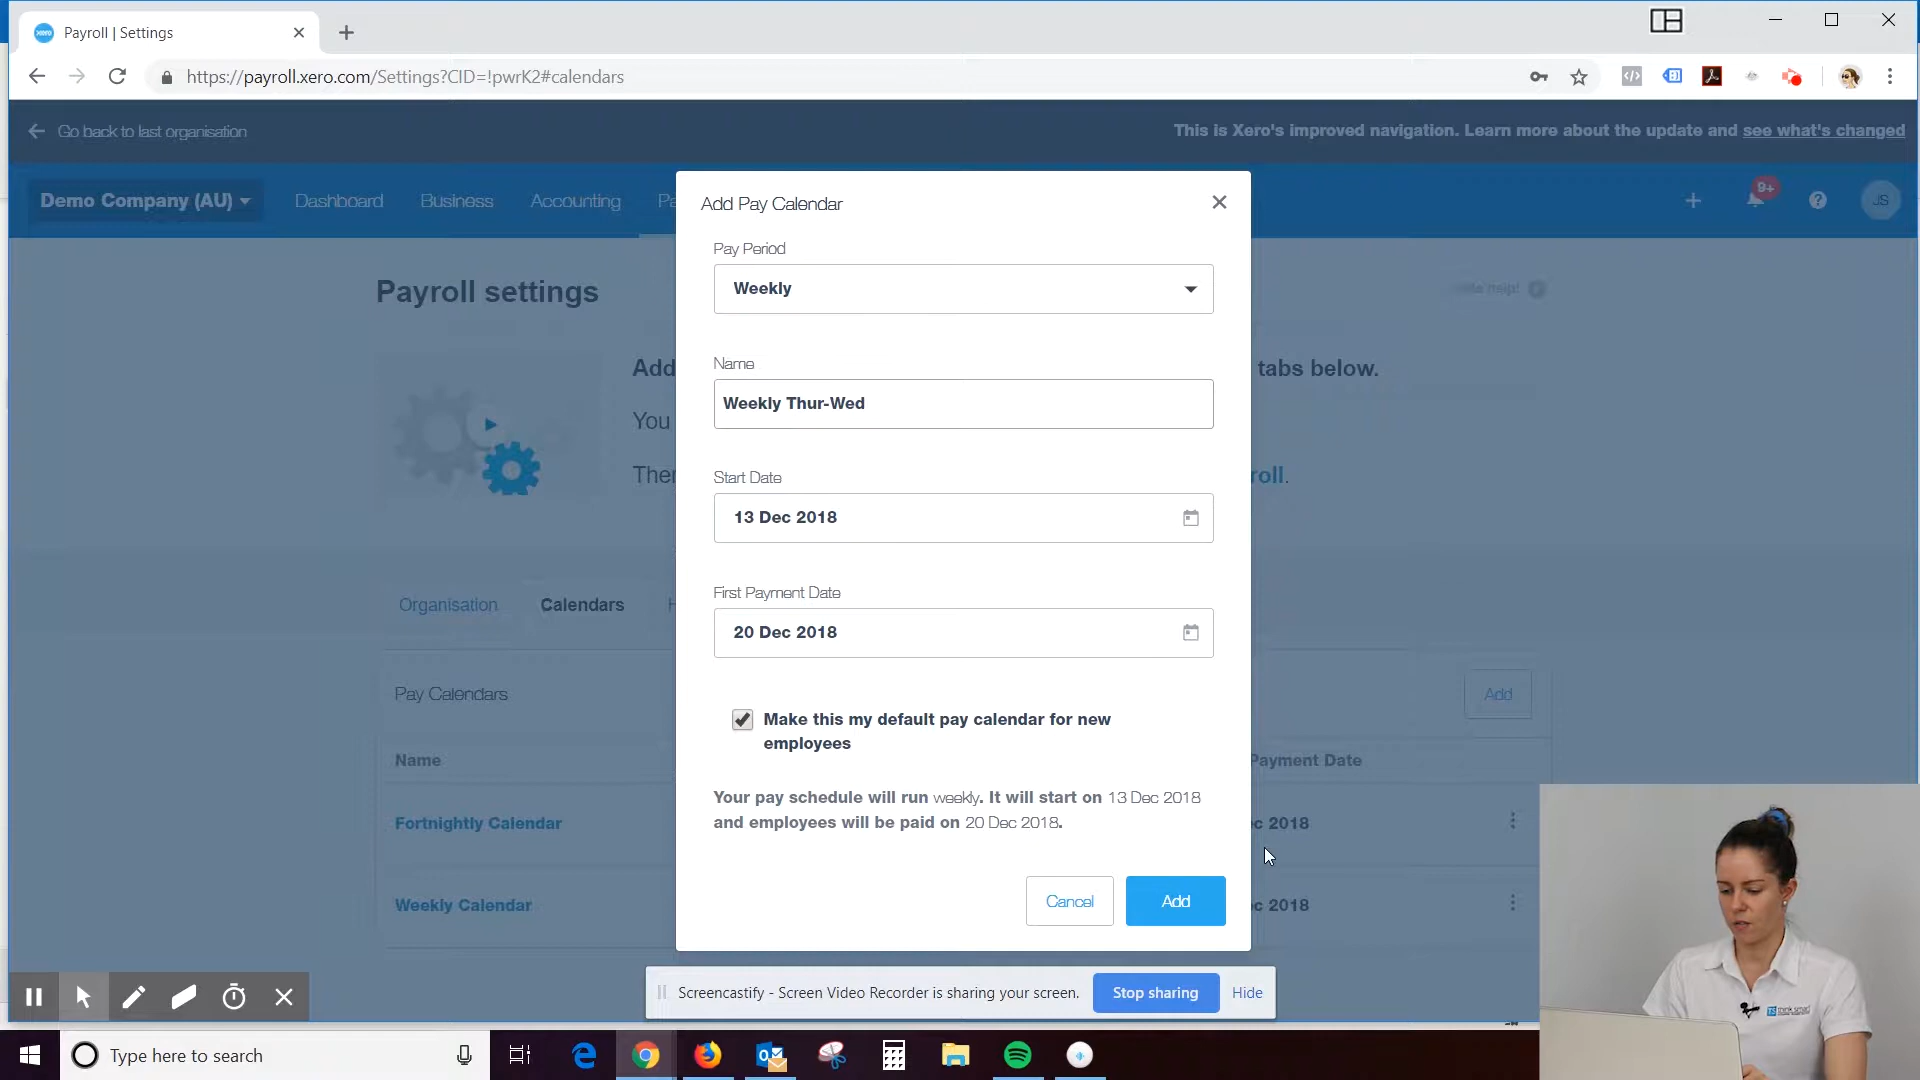 Payroll | Settings
https://payroll.xero.com/Settings?CID=!pwrK2#calendars
Go back to last organisation
This is Xero's improved navigation. Learn more about the update and see what's changed
Demo Company (AU)
Dashboard
Business
Accounting
Pa
9+
JS
Add Pay Calendar
Pay Period
Weekly
Name
Weekly Thur-Wed
Start Date
13 Dec 2018
First Payment Date
20 Dec 2018
Make this my default pay calendar for new
employees
Your pay schedule will run weekly. It will start on 13 Dec 2018
and employees will be paid on 20 Dec 2018.
Cancel
Add
Payroll settings
Add
tabs below.
You
Ther
roll.
Organisation
Calendars
H
Pay Calendars
Add
Name
Payment Date
Fortnightly Calendar
c 2018
Weekly Calendar
c 2018
Screencastify - Screen Video Recorder is sharing your screen.
Stop sharing
Hide
Type here to search